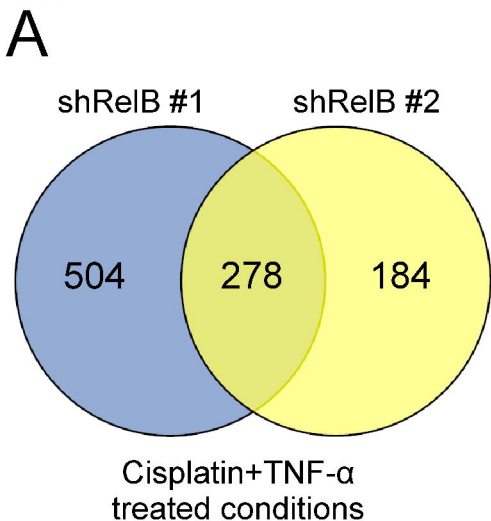 A
shRelB #1
shRelB #2
504
278
184
Cisplatin+TNF-α
treated conditions